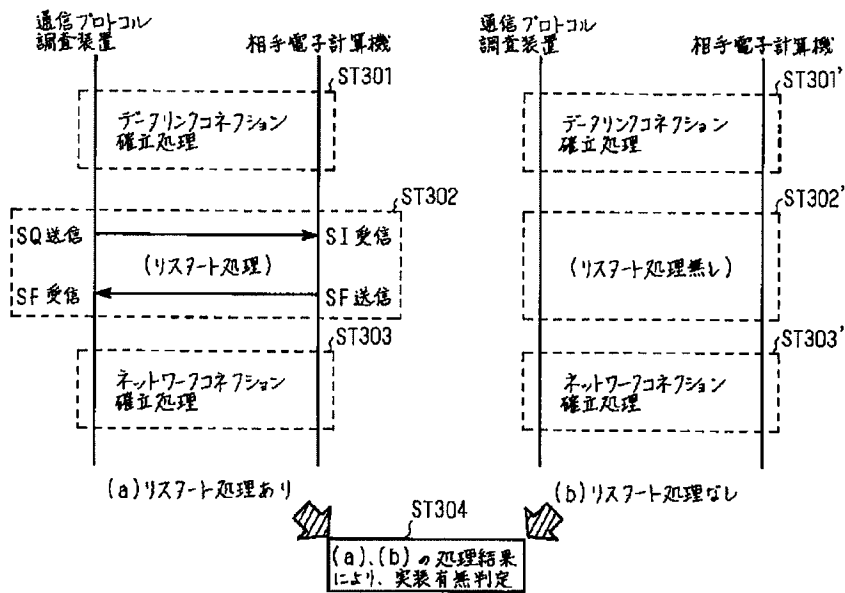 通信プロトコル
調査装置
相手電子計算機
ST301
データリンクコネクション
確立処理
ST302
SQ送信
SI受信
(リスタート処理)
SF受信
SF送信
ST303
ネットワークコネクション
確立処理
(a)リスタート処理あり
通信プロトコル
調査装置
相手電子計算機
ST301'
データリンクコネクション
確立処理
ST302'
(リスタート処理無し)
ST303'
ネットワークコネクション
確立処理
(b)リスタート処理なし
ST304
(a)、(b)の処理結果
により、実装有無判定